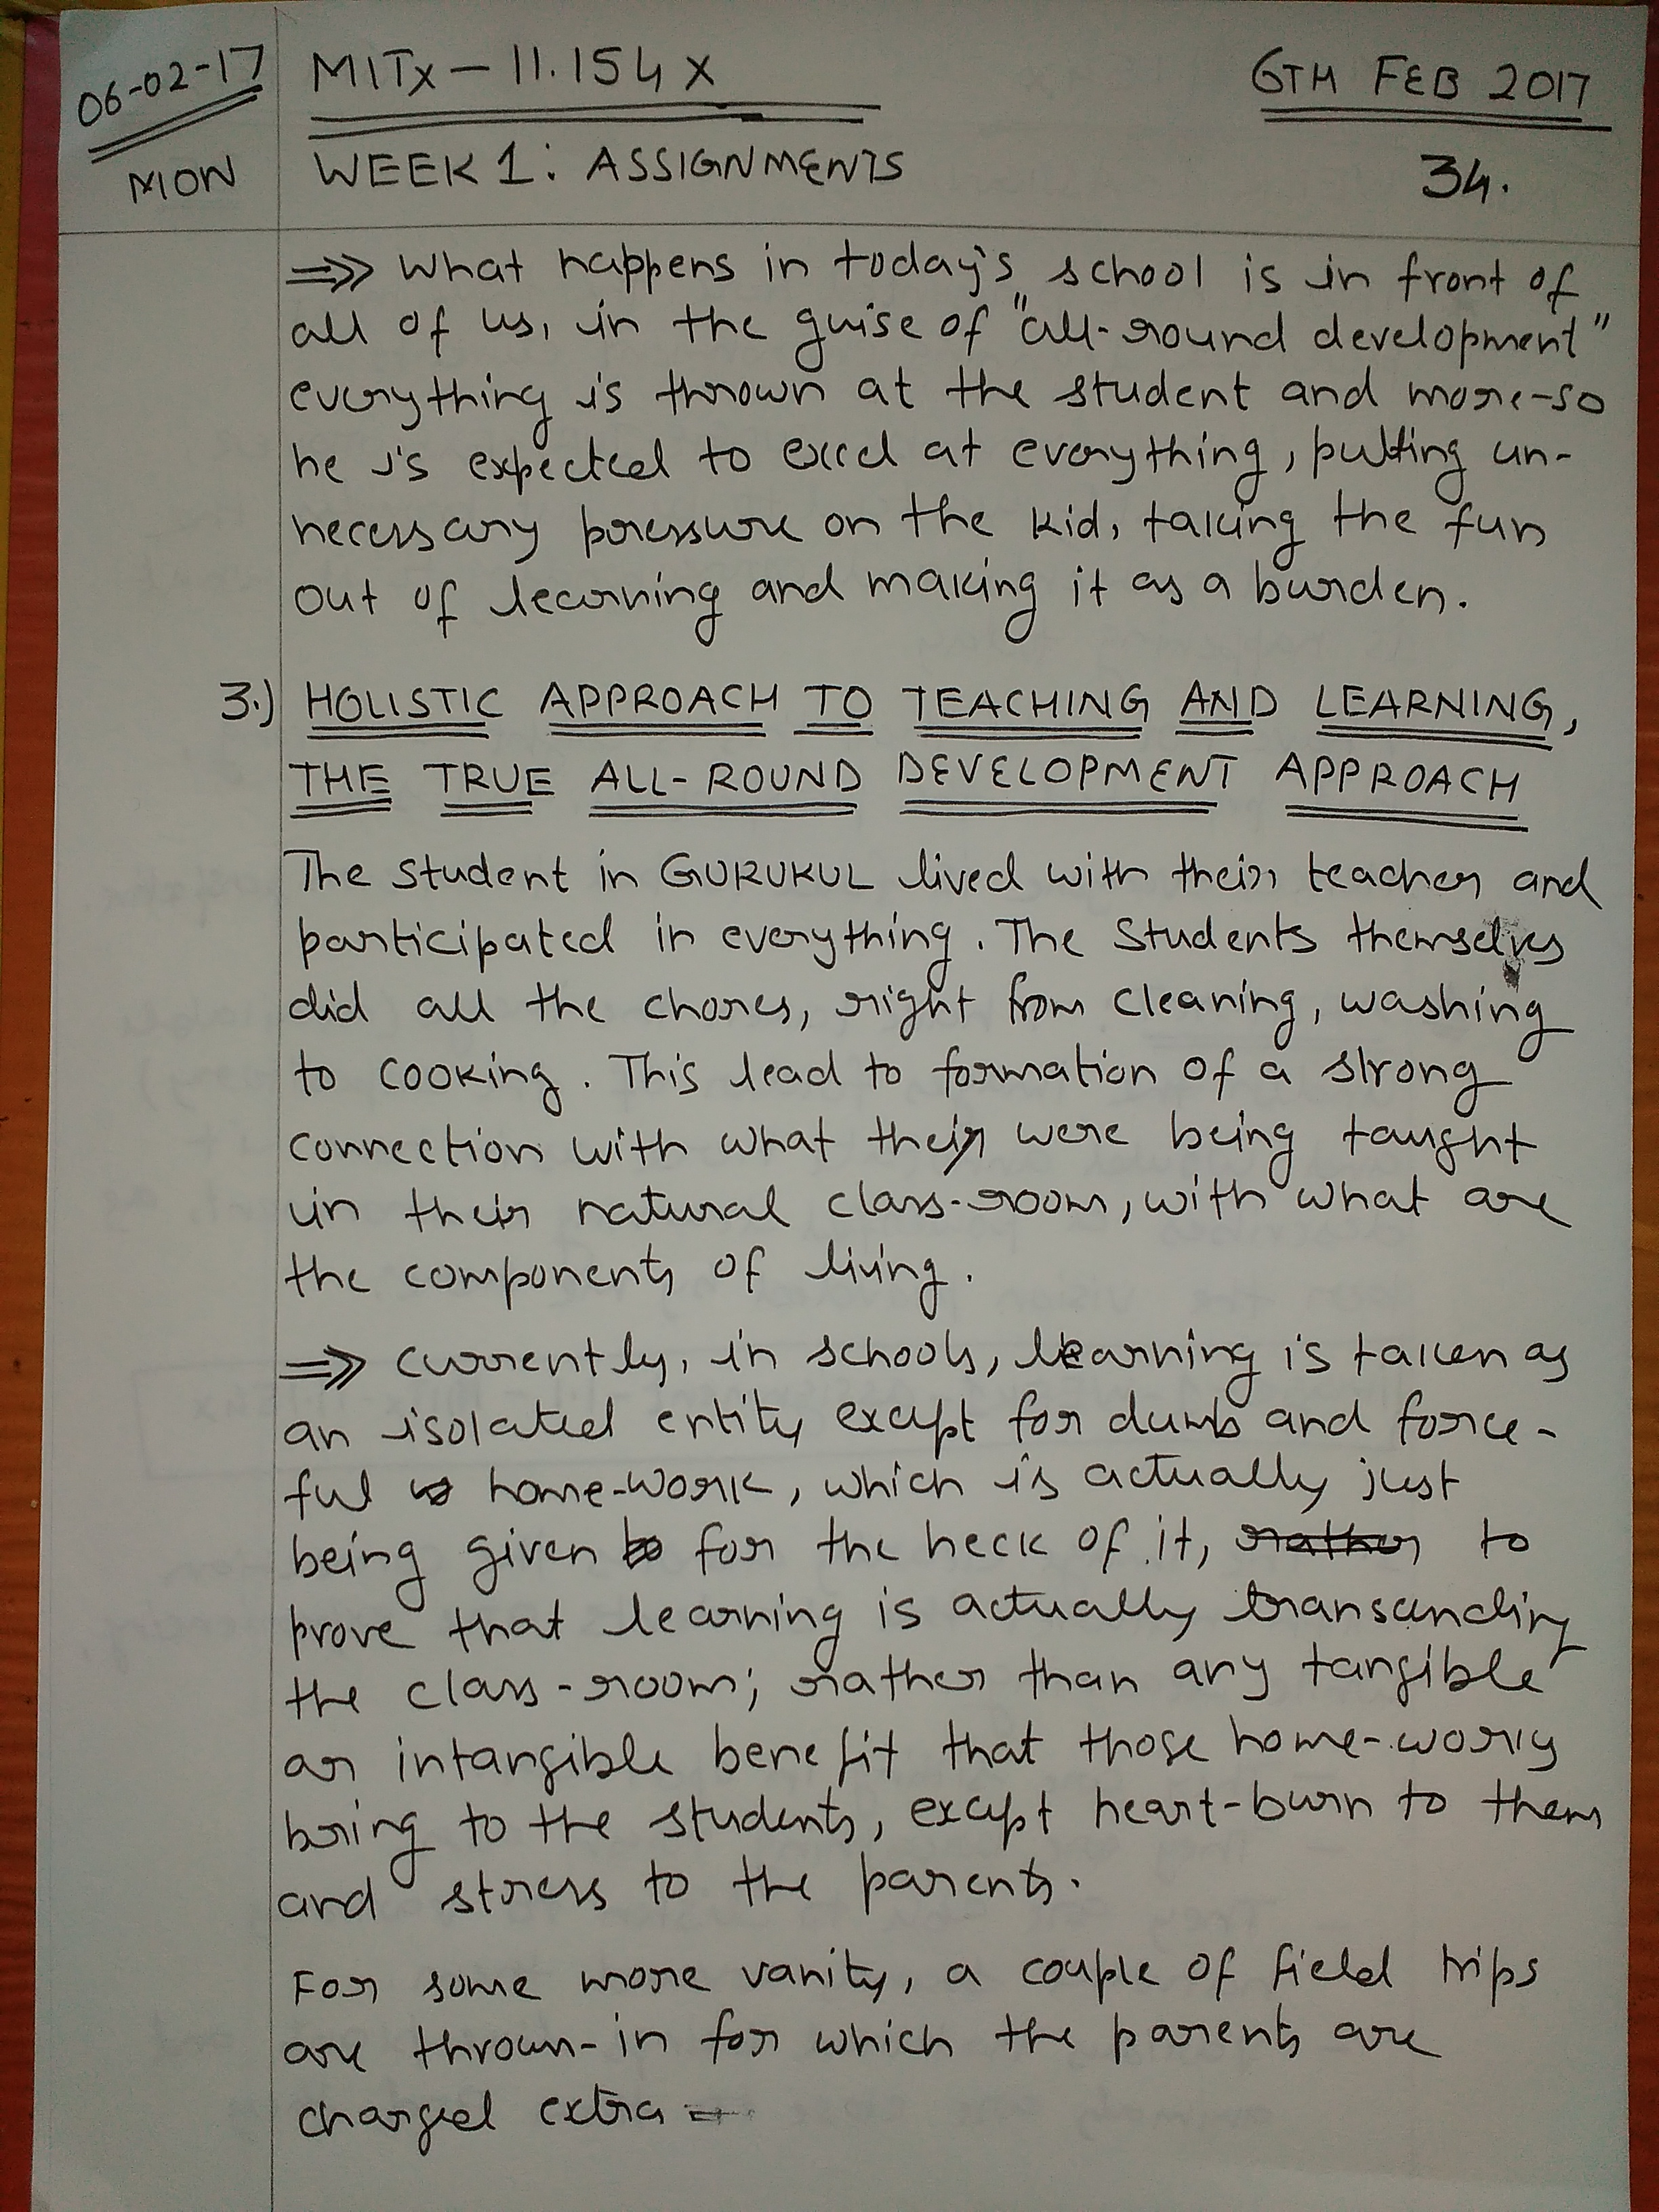 06-02-17
MON
MITx - 11.154x
6TH FEB 2017
WEEK 1: ASSIGNMENTS
34.
⇒> What happens in today's school is in front of
all of us, in the guise of "all-round development"
everything is thrown at the student and more-so
he is expected to excel at everything, putting un-
necessary pressure on the kid, taking the fun
out of learning and making it as a burden.
3.) HOLISTIC APPROACH TO TEACHING AND LEARNING,
THE TRUE ALL-ROUND DEVELOPMENT APPROACH
The student in GURUKUL lived with their teacher and
participated in everything. The Students themselves
did all the chores, right from cleaning, washing
to cooking. This lead to formation of a strong
connection with what they were being taught
in their natural class-room, with what are
the components of living.
⇒> Currently, in schools, learning is taken as
an isolated entity except for dumb and force-
ful home-work, which is actually just
being given for the heck of it, rather to
prove that learning is actually transcending
the class-room; rather than any tangible
or intangible benefit that those home-works
bring to the students, except heart-burn to them
and stress to the parents.
For some more vanity, a couple of field trips
are thrown-in for which the parents are
charged extra -